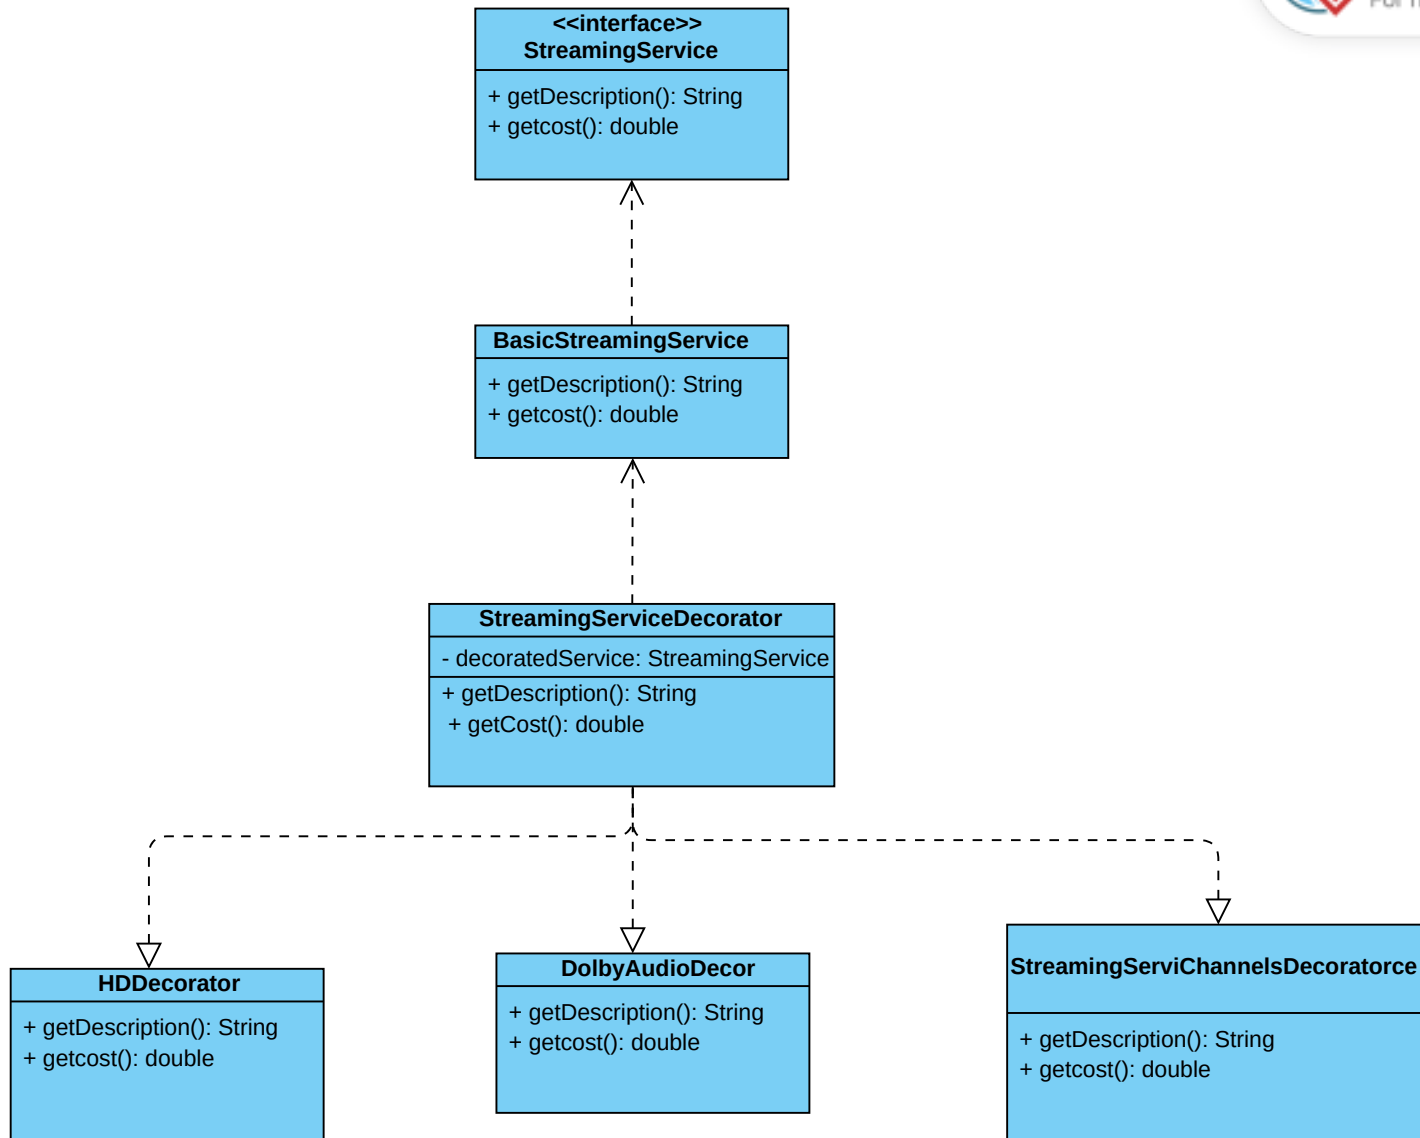 <<interface>>
StreamingService
+ getDescription(): String
+ getcost(): double
BasicStreamingService
+ getDescription(): String
+ getcost(): double
StreamingServiceDecorator
- decoratedService: StreamingService
+ getDescription(): String
+ getCost(): double
HDDecorator
+ getDescription(): String
+ getcost(): double
DolbyAudioDecor
+ getDescription(): String
+ getcost(): double
StreamingServiChannelsDecoratorce
+ getDescription(): String
+ getcost(): double